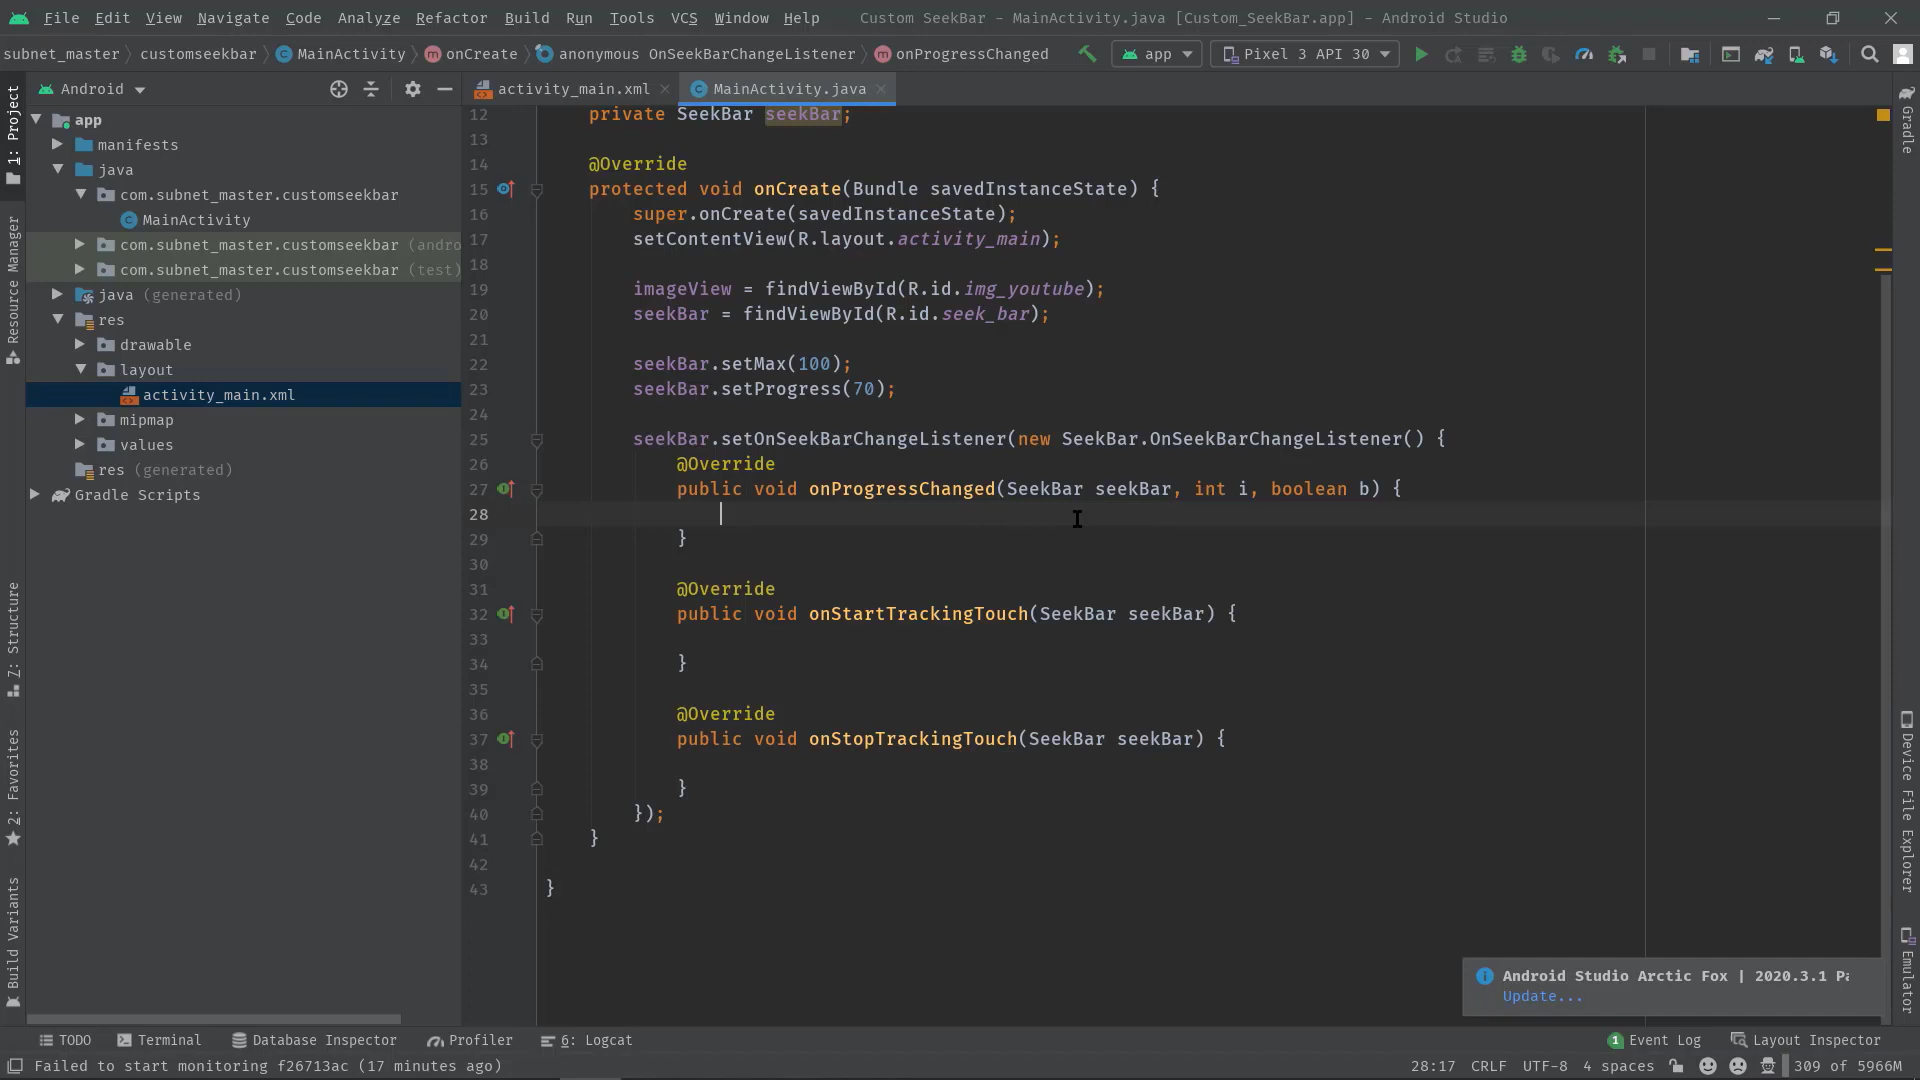 File Edit View Navigate Code Analyze Refactor Build Run Tools VCS Window Help Custom SeekBar - MainActivity.java [Custom_SeekBar.app] - Android Studio
subnet_master customseekbar MainActivity onCreate anonymous OnSeekBarChangeListener onProgressChanged app Pixel 3 API 30
Android
activity_main.xml MainActivity.java
1: Project
Resource Manager
Z: Structure
2: Favorites
Build Variants
app
manifests
java
com.subnet_master.customseekbar
MainActivity
com.subnet_master.customseekbar (andro
com.subnet_master.customseekbar (test)
java (generated)
res
drawable
layout
activity_main.xml
mipmap
values
res (generated)
Gradle Scripts
12 private SeekBar seekBar;
13
14 @Override
15 protected void onCreate(Bundle savedInstanceState) {
16 super.onCreate(savedInstanceState);
17 setContentView(R.layout.activity_main);
18
19 imageView = findViewById(R.id.img_youtube);
20 seekBar = findViewById(R.id.seek_bar);
21
22 seekBar.setMax(100);
23 seekBar.setProgress(70);
24
25 seekBar.setOnSeekBarChangeListener(new SeekBar.OnSeekBarChangeListener() {
26 @Override
27 public void onProgressChanged(SeekBar seekBar, int i, boolean b) {
28
29 }
30
31 @Override
32 public void onStartTrackingTouch(SeekBar seekBar) {
33
34 }
35
36 @Override
37 public void onStopTrackingTouch(SeekBar seekBar) {
38
39 }
40 });
41 }
42
43 }
Gradle
Device File Explorer
Emulator
Android Studio Arctic Fox | 2020.3.1 Pa
Update...
TODO Terminal Database Inspector Profiler 6: Logcat 1 Event Log Layout Inspector
Failed to start monitoring f26713ac (17 minutes ago) 28:17 CRLF UTF-8 4 spaces 309 of 5966M